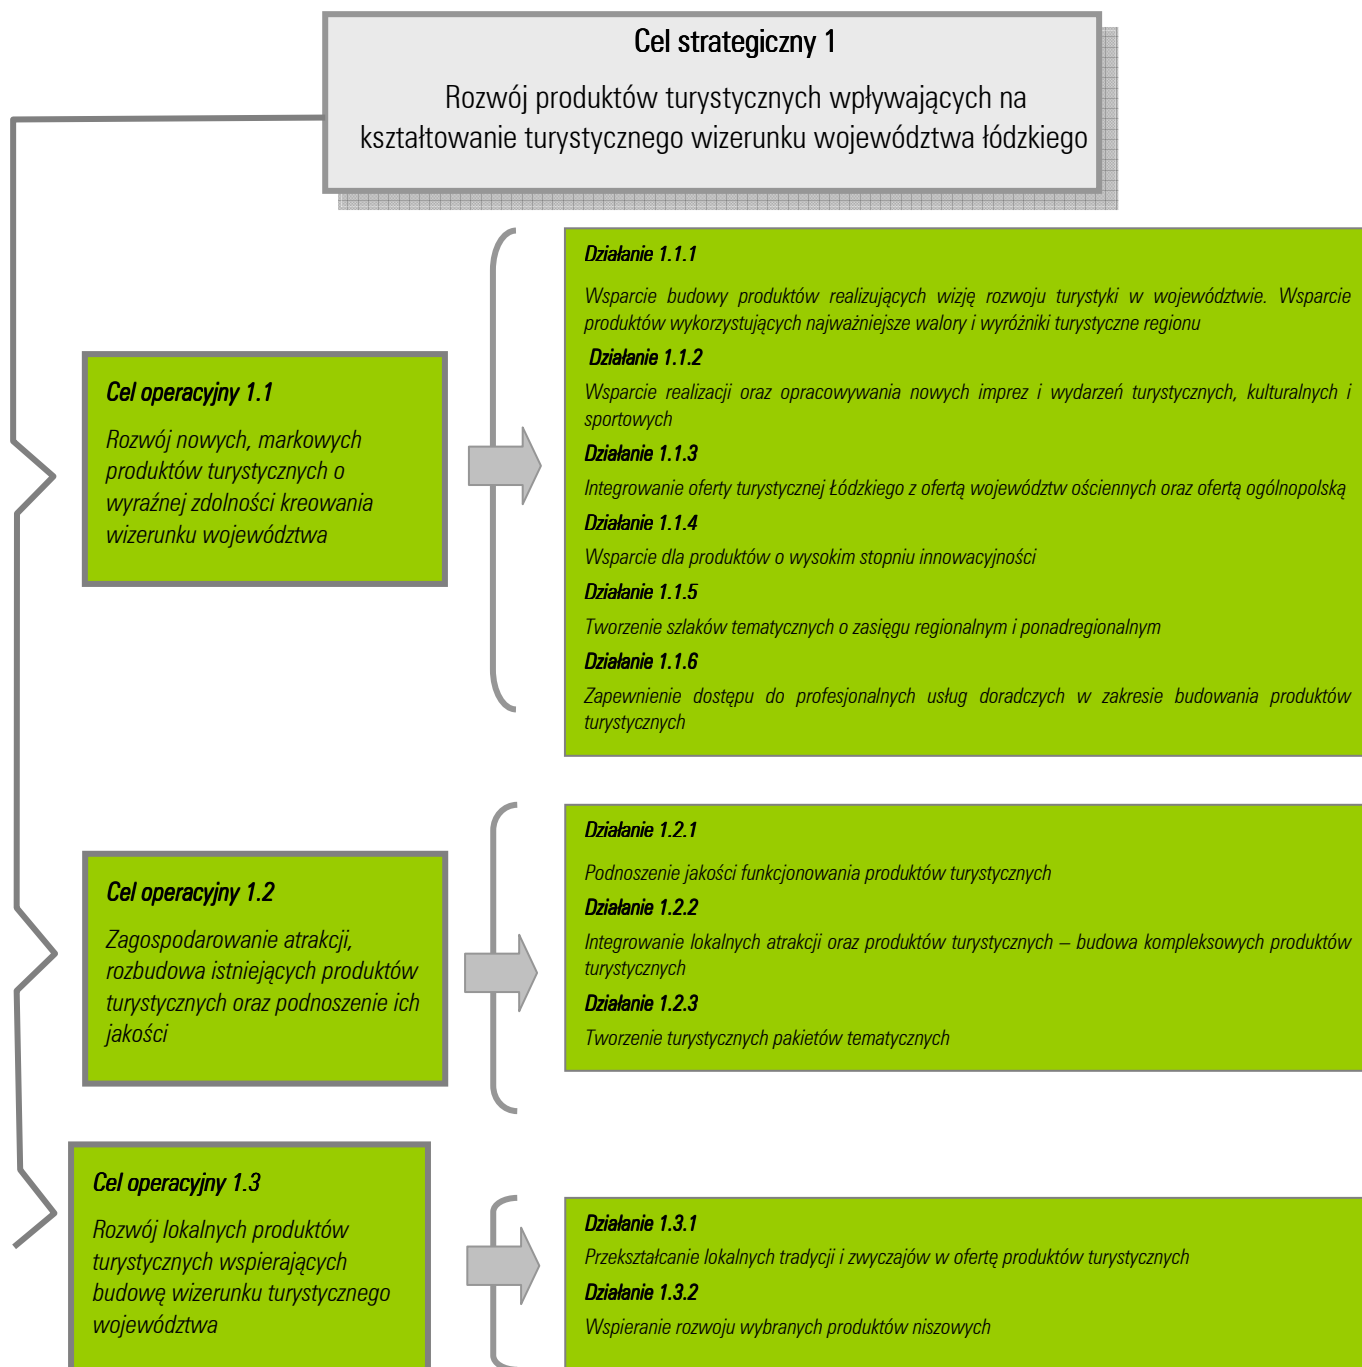 Cel strategiczny 1
Rozwój produktów turystycznych wpływających na
kształtowanie turystycznego wizerunku województwa łódzkiego
Cel operacyjny 1.1
Rozwój nowych, markowych
produktów turystycznych o
wyraźnej zdolności kreowania
wizerunku województwa
Działanie 1.1.1
Wsparcie budowy produktów realizujących wizję rozwoju turystyki w województwie. Wsparcie
produktów wykorzystujących najważniejsze walory i wyróżniki turystyczne regionu
Działanie 1.1.2
Wsparcie realizacji oraz opracowywania nowych imprez i wydarzeń turystycznych, kulturalnych i
sportowych
Działanie 1.1.3
Integrowanie oferty turystycznej Łódzkiego z ofertą województw ościennych oraz ofertą ogólnopolską
Działanie 1.1.4
Wsparcie dla produktów o wysokim stopniu innowacyjności
Działanie 1.1.5
Tworzenie szlaków tematycznych o zasięgu regionalnym i ponadregionalnym
Działanie 1.1.6
Zapewnienie dostępu do profesjonalnych usług doradczych w zakresie budowania produktów
turystycznych
Cel operacyjny 1.2
Zagospodarowanie atrakcji,
rozbudowa istniejących produktów
turystycznych oraz podnoszenie ich
jakości
Działanie 1.2.1
Podnoszenie jakości funkcjonowania produktów turystycznych
Działanie 1.2.2
Integrowanie lokalnych atrakcji oraz produktów turystycznych – budowa kompleksowych produktów
turystycznych
Działanie 1.2.3
Tworzenie turystycznych pakietów tematycznych
Cel operacyjny 1.3
Rozwój lokalnych produktów
turystycznych wspierających
budowę wizerunku turystycznego
województwa
Działanie 1.3.1
Przekształcanie lokalnych tradycji i zwyczajów w ofertę produktów turystycznych
Działanie 1.3.2
Wspieranie rozwoju wybranych produktów niszowych